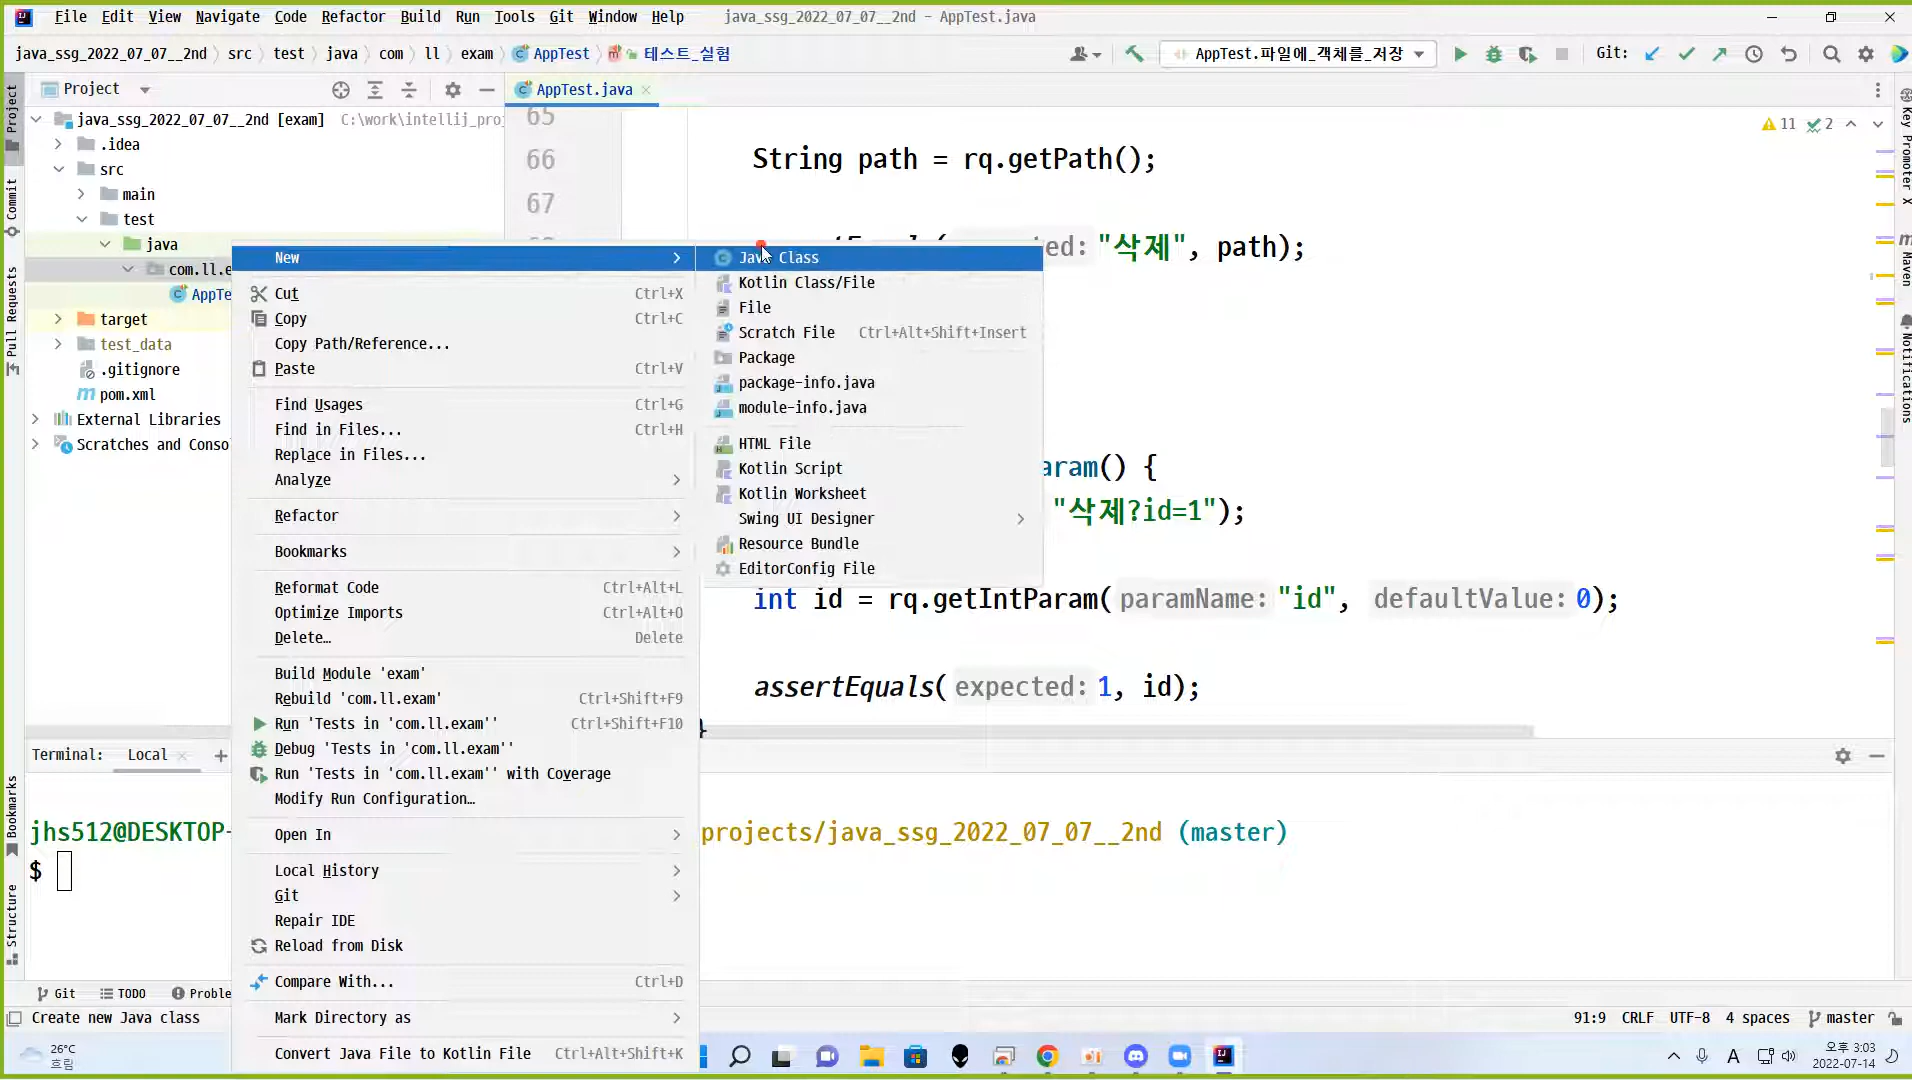 File Edit View Navigate Code Refactor Build Run Tools Git Window Help java_ssg_2022_07_07__2nd - AppTest.java
java_ssg_2022_07_07__2nd src test java com ll exam AppTest 테스트_실험 AppTest.파일에_객체를_저장 Git:
Project AppTest.java
java_ssg_2022_07_07__2nd [exam] C:\work\intellij_proj
.idea
src
main
test
java
com.ll.e
AppTe
target
test_data
.gitignore
pom.xml
External Libraries
Scratches and Conso
Project
Commit
Pull Requests
Bookmarks
Structure
New
Cut Ctrl+X
Copy Ctrl+C
Copy Path/Reference...
Paste Ctrl+V
Find Usages Ctrl+G
Find in Files... Ctrl+H
Replace in Files...
Analyze
Refactor
Bookmarks
Reformat Code Ctrl+Alt+L
Optimize Imports Ctrl+Alt+O
Delete… Delete
Build Module 'exam'
Rebuild 'com.ll.exam' Ctrl+Shift+F9
Run 'Tests in 'com.ll.exam'' Ctrl+Shift+F10
Debug 'Tests in 'com.ll.exam''
Run 'Tests in 'com.ll.exam'' with Coverage
Modify Run Configuration…
Open In
Local History
Git
Repair IDE
Reload from Disk
Compare With... Ctrl+D
Mark Directory as
Convert Java File to Kotlin File Ctrl+Alt+Shift+K
Java Class
Kotlin Class/File
File
Scratch File Ctrl+Alt+Shift+Insert
Package
package-info.java
module-info.java
HTML File
Kotlin Script
Kotlin Worksheet
Swing UI Designer
Resource Bundle
EditorConfig File
65
66 String path = rq.getPath();
67
ed: "삭제", path);
aram() {
"삭제?id=1");
int id = rq.getIntParam( paramName: "id", defaultValue: 0);
assertEquals( expected: 1, id);
}
11 2
Key Promoter X
Maven
Notifications
Terminal: Local +
jhs512@DESKTOP- projects/java_ssg_2022_07_07__2nd (master)
$
Git TODO Proble
Create new Java class 91:9 CRLF UTF-8 4 spaces master
26°C
흐림
A
오후 3:03
2022-07-14